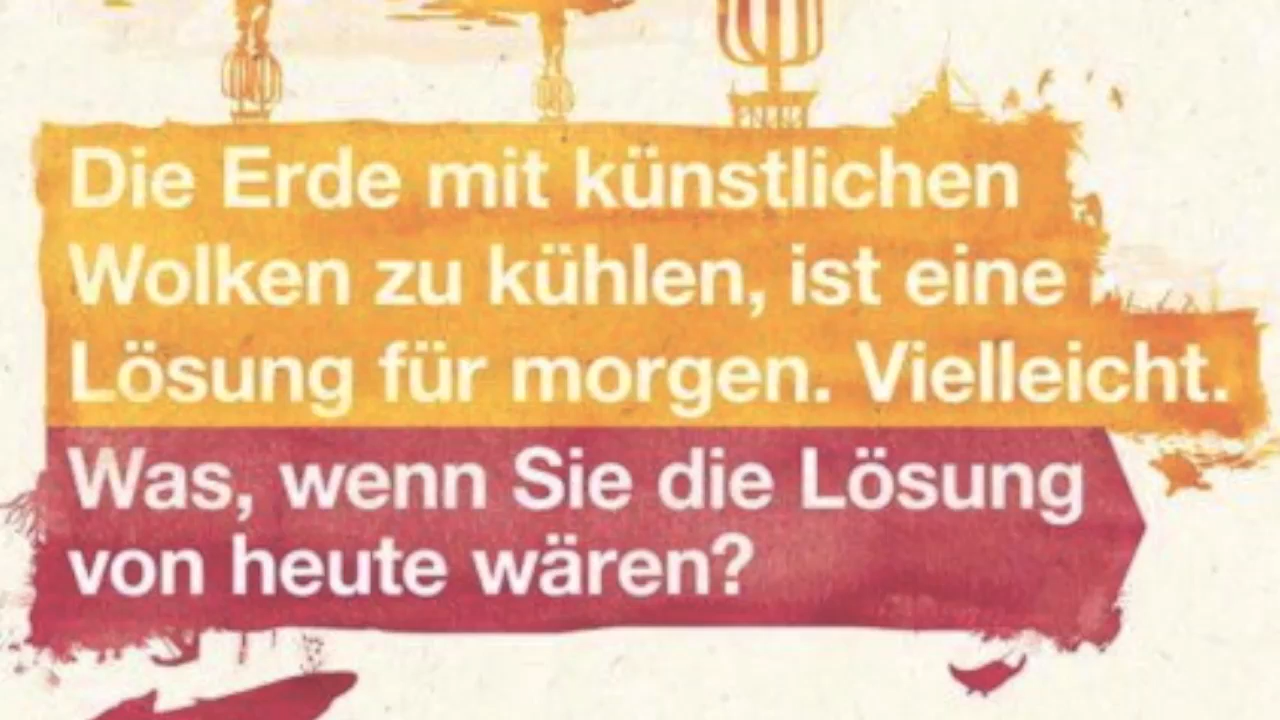 Die Erde mit künstlichen
Wolken zu kühlen, ist eine
Lösung für morgen. Vielleicht.
Was, wenn Sie die Lösung
von heute wären?